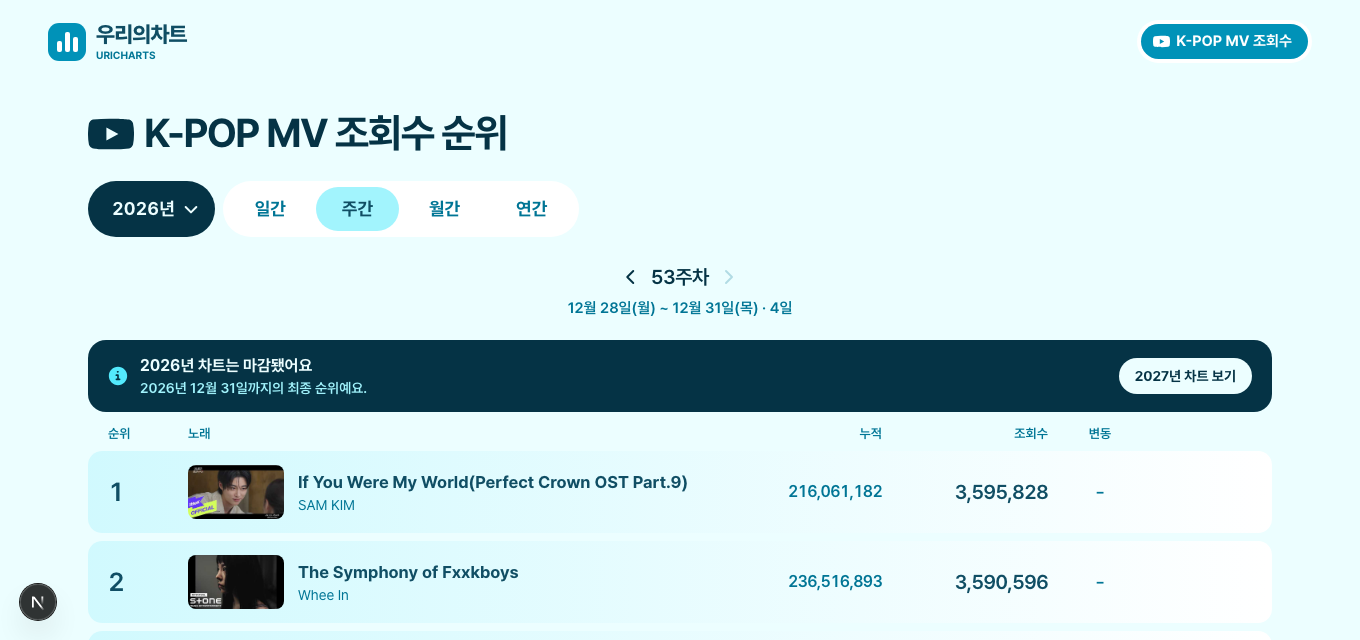 우리의차트
URICHARTS
K-POP MV 조회수
K-POP MV 조회수 순위
2026년
일간
주간
월간
연간
53주차
12월 28일(월) ~ 12월 31일(목) · 4일
2026년 차트는 마감됐어요
2026년 12월 31일까지의 최종 순위예요.
2027년 차트 보기
순위 노래 누적 조회수 변동
1
OFFICIAL
If You Were My World(Perfect Crown OST Part.9)
SAM KIM
216,061,182
3,595,828
-
2
STONE
The Symphony of Fxxkboys
Whee In
236,516,893
3,590,596
-
N